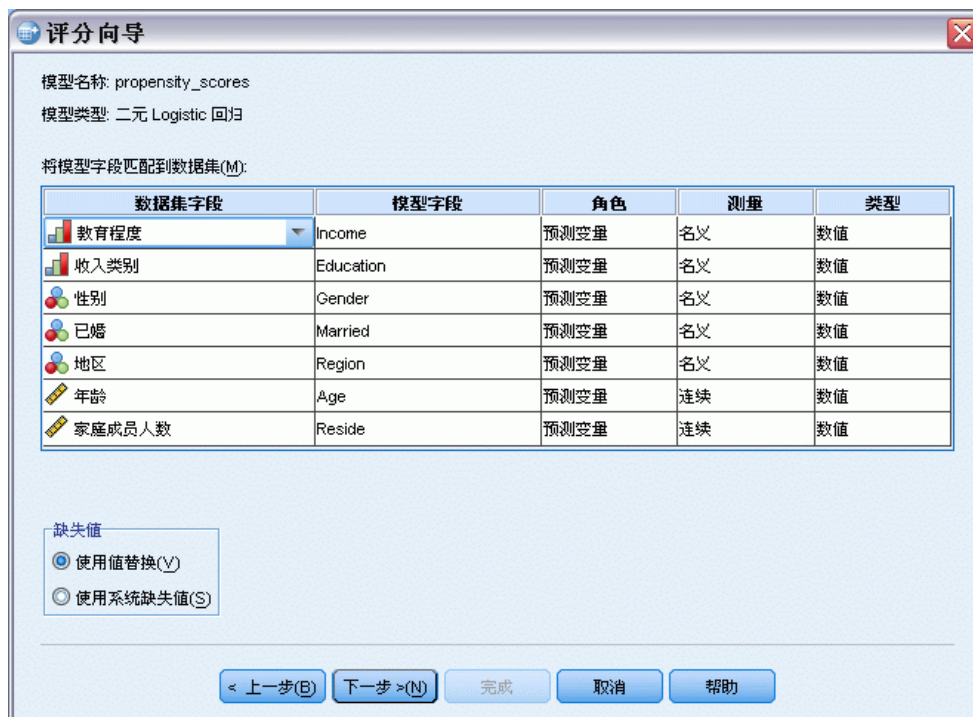 评分向导
模型名称: propensity_scores
模型类型: 二元 Logistic 回归
将模型字段匹配到数据集(M):
数据集字段 模型字段 角色 测量 类型
教育程度 Income 预测变量 名义 数值
收入类别 Education 预测变量 名义 数值
性别 Gender 预测变量 名义 数值
已婚 Married 预测变量 名义 数值
地区 Region 预测变量 名义 数值
年龄 Age 预测变量 连续 数值
家庭成员人数 Reside 预测变量 连续 数值
缺失值
使用值替换(V)
使用系统缺失值(S)
< 上一步(B) 下一步 >(N) 完成 取消 帮助